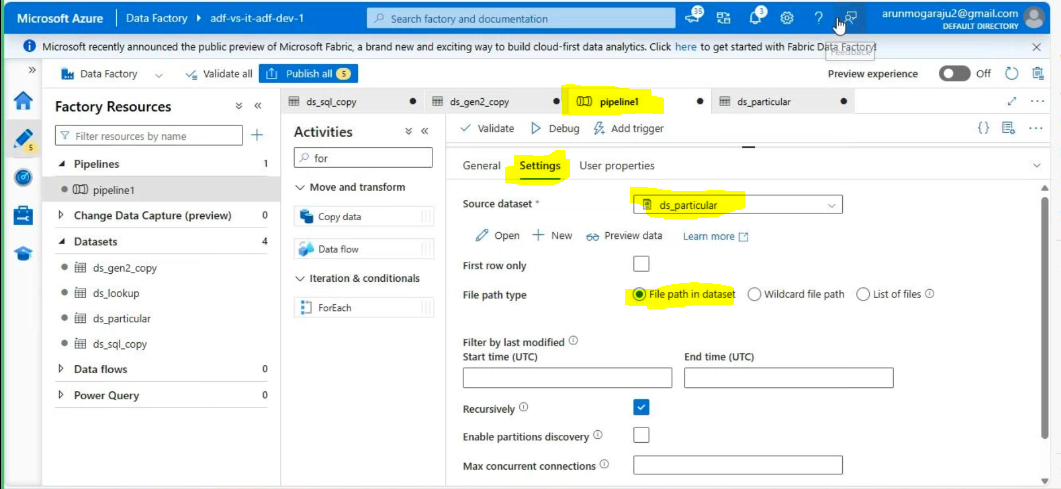 Microsoft Azure Data Factory adf-vs-it-adf-dev-1 Search factory and documentation 35 3 arunmogaraju2@gmail.com
DEFAULT DIRECTORY
Microsoft recently announced the public preview of Microsoft Fabric, a brand new and exciting way to build cloud-first data analytics. Click here to get started with Fabric Data Factory!
Feedback
Data Factory Validate all Publish all 5 Preview experience Off
Factory Resources
Filter resources by name
5
Pipelines 1
pipeline1
Change Data Capture (preview) 0
Datasets 4
ds_gen2_copy
ds_lookup
ds_particular
ds_sql_copy
Data flows 0
Power Query 0
ds_sql_copy ds_gen2_copy pipeline1 ds_particular
Activities
for
Move and transform
Copy data
Data flow
Iteration & conditionals
ForEach
Validate Debug Add trigger
General Settings User properties
Source dataset * ds_particular
Open New Preview data Learn more
First row only
File path type File path in dataset Wildcard file path List of files
Filter by last modified
Start time (UTC) End time (UTC)
Recursively
Enable partitions discovery
Max concurrent connections